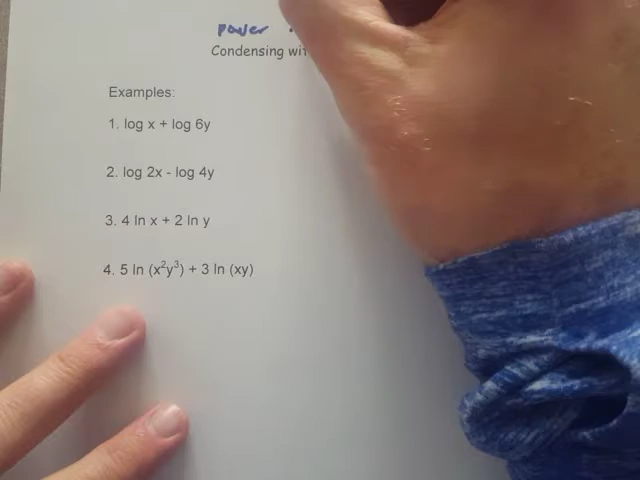 power
Condensing
Examples:
1. log x + log 6y
2. log 2x - log 4y
3. 4 ln x + 2 ln y
4. 5 ln (x²y³) + 3 ln (xy)